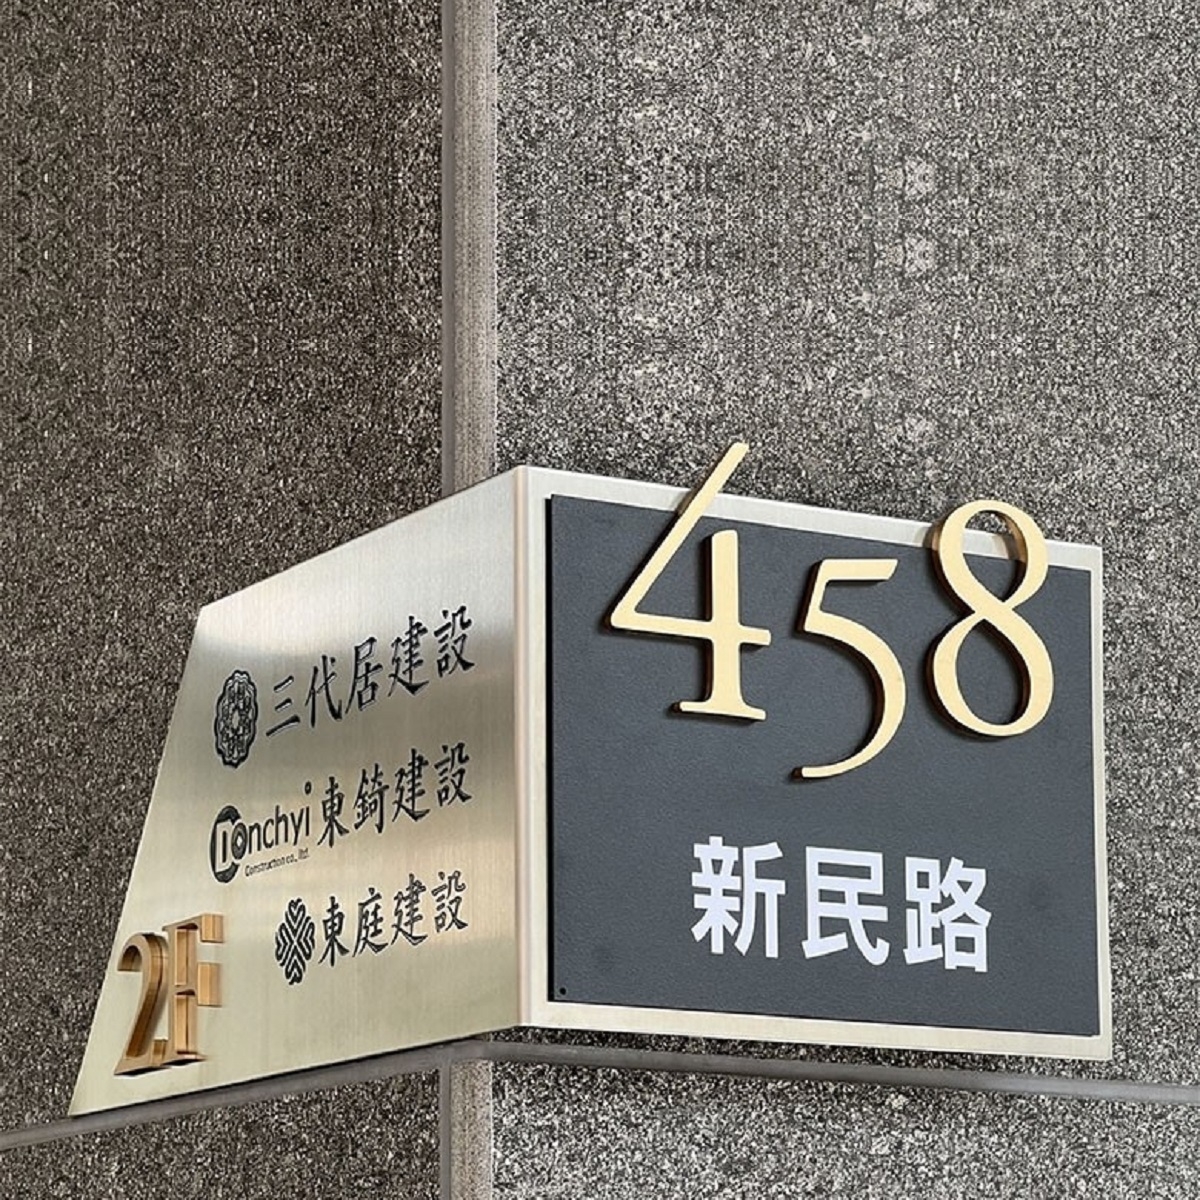 三代居建設
Donchyi 東錡建設
Construction co., ltd.
東庭建設
2F
458
新民路